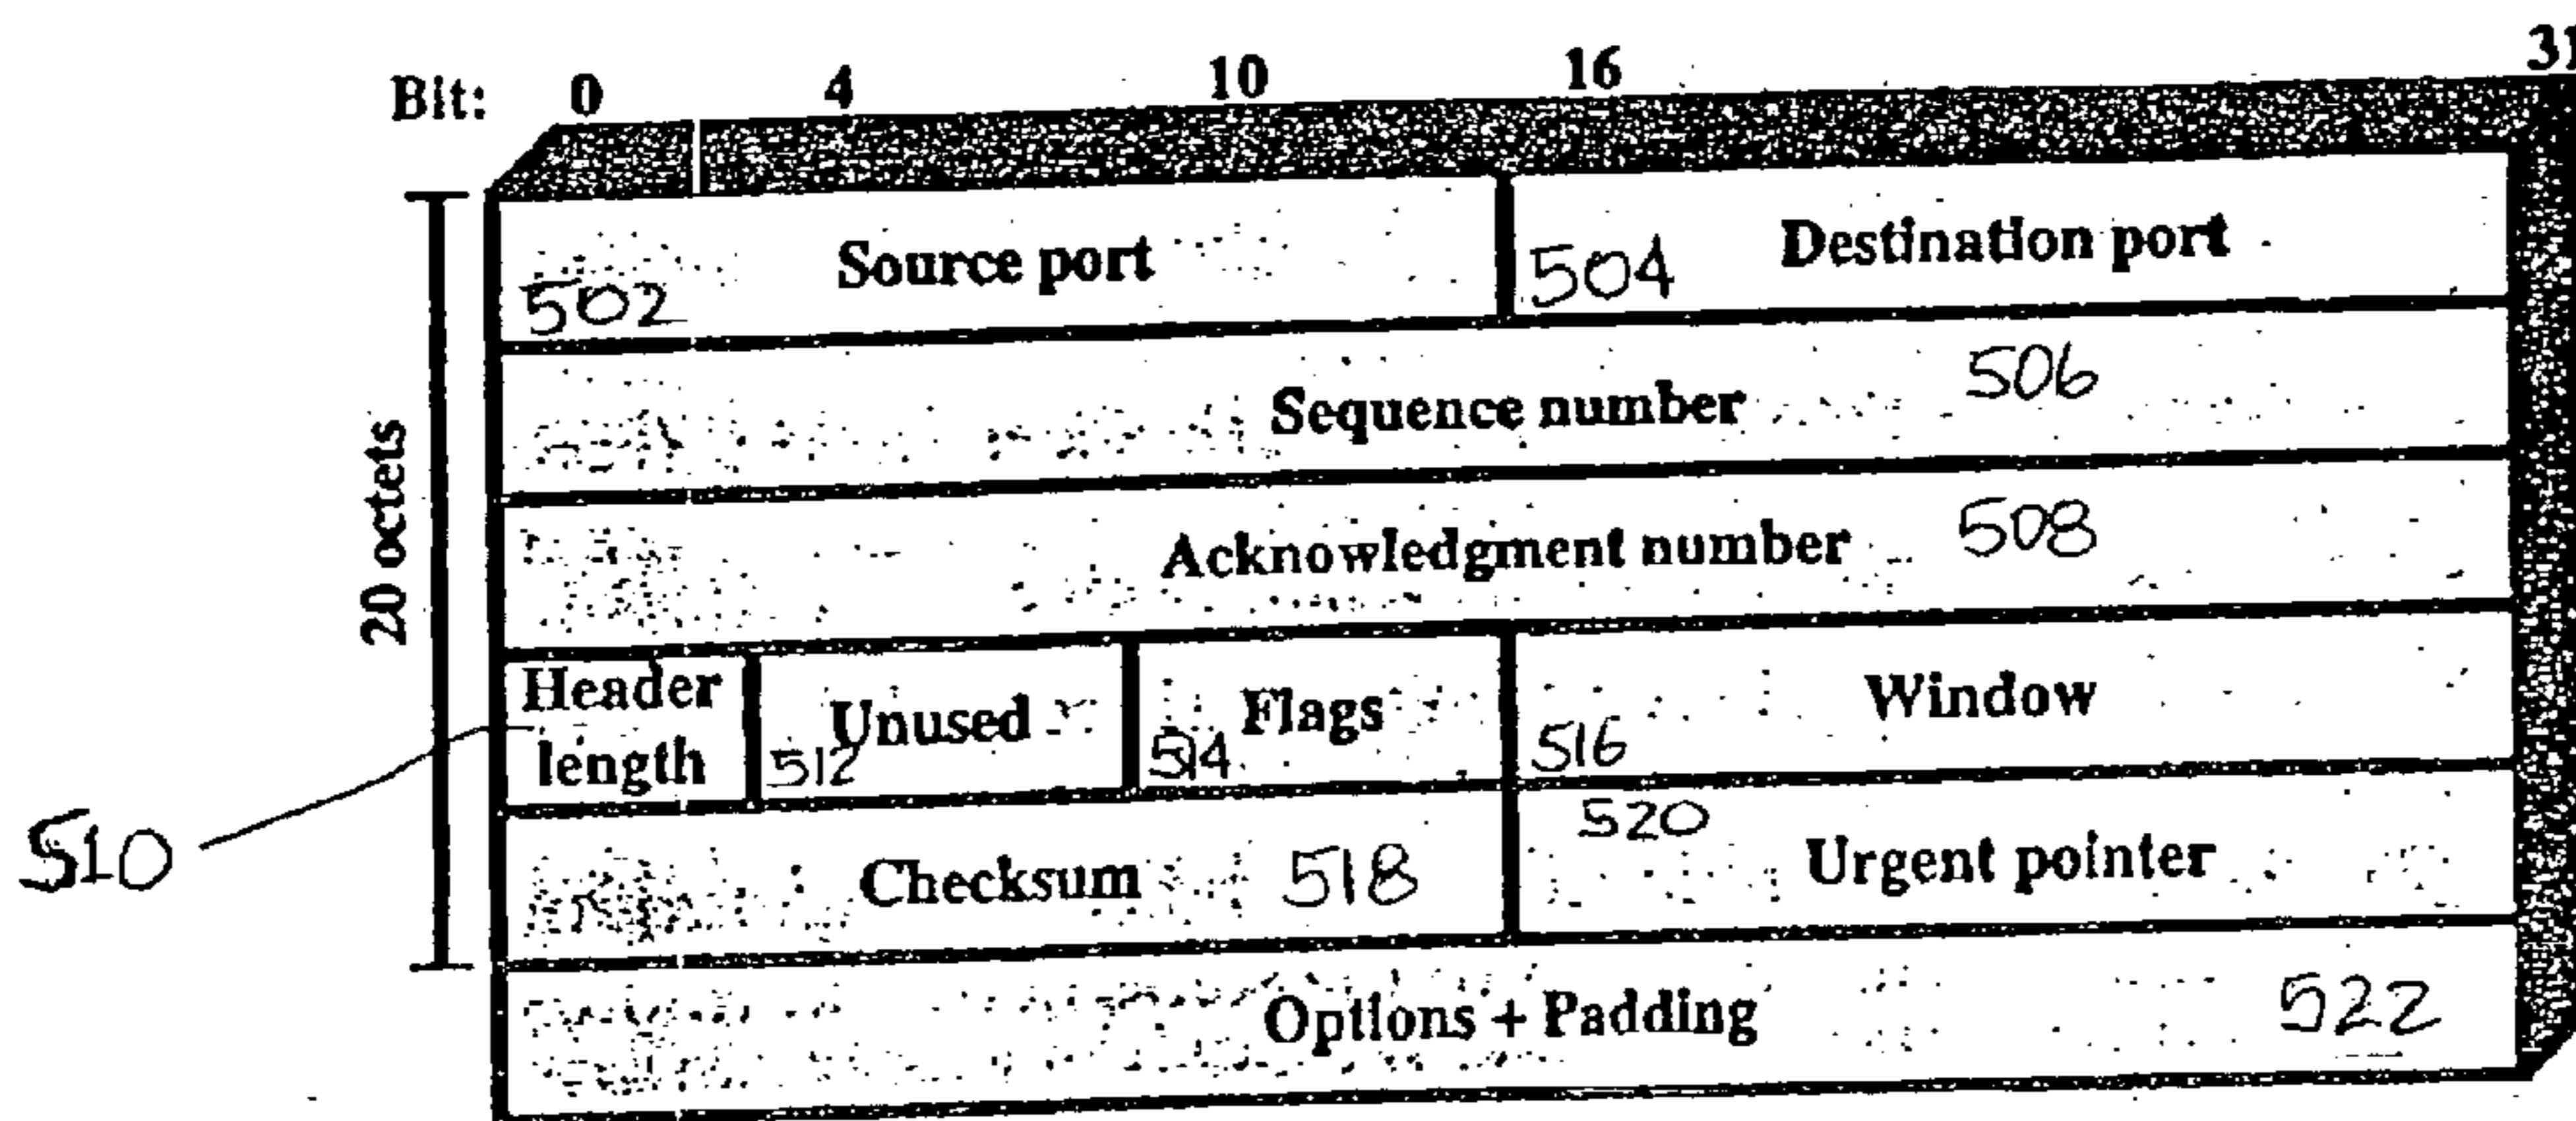 Bit: 0 4 10 16 31
Source port 502
504 Destination port
Sequence number 506
Acknowledgment number 508
20 octets
Header length
510
Unused 512
Flags 514
Window 516
Checksum 518
520 Urgent pointer
Options + Padding 522